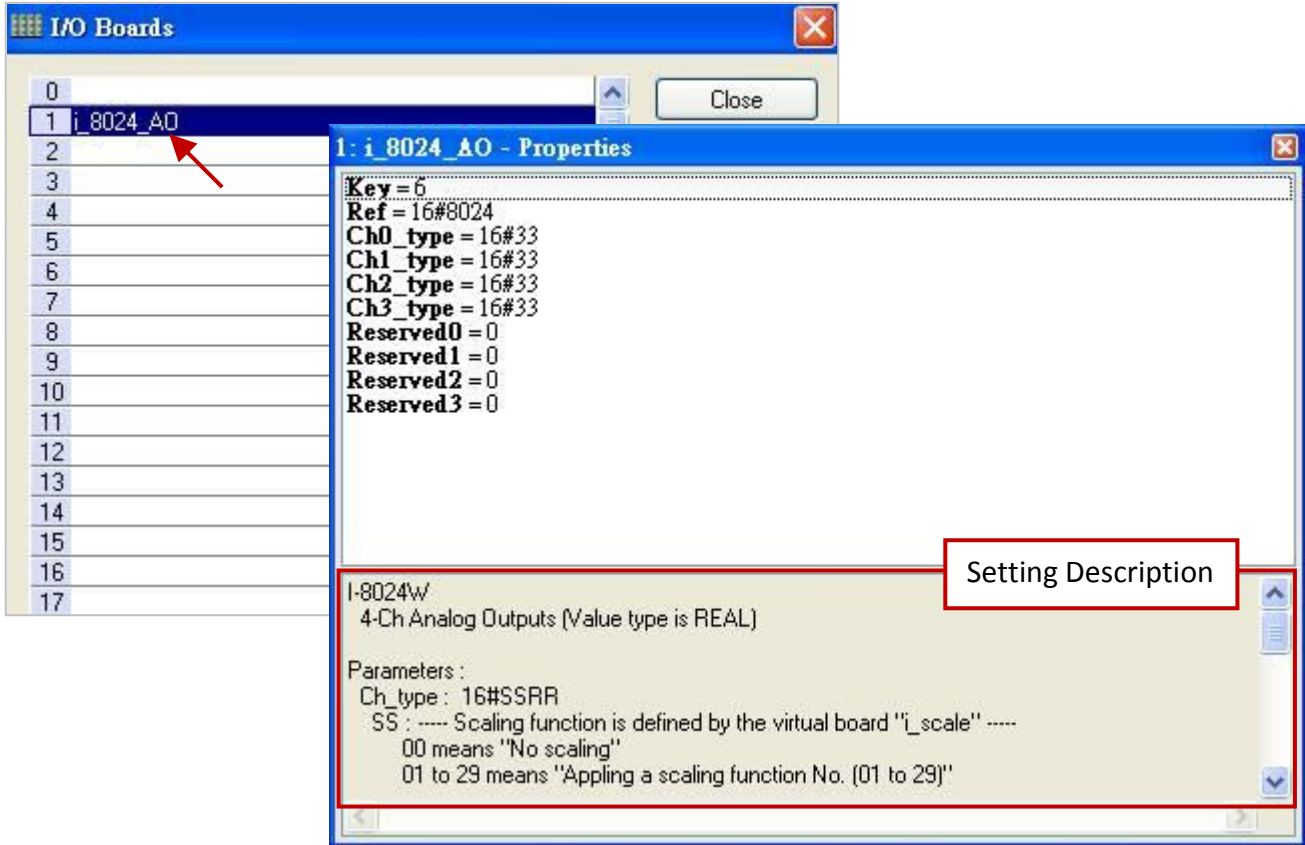 I/O Boards
Close
0
1 i_8024_AO
2
3
4
5
6
7
8
9
10
11
12
13
14
15
16
17
1: i_8024_AO - Properties
Key = 6
Ref = 16#8024
Ch0_type = 16#33
Ch1_type = 16#33
Ch2_type = 16#33
Ch3_type = 16#33
Reserved0 = 0
Reserved1 = 0
Reserved2 = 0
Reserved3 = 0
Setting Description
I-8024W
4-Ch Analog Outputs (Value type is REAL)
Parameters :
Ch_type : 16#SSRR
SS : ----- Scaling function is defined by the virtual board "i_scale" -----
00 means "No scaling"
01 to 29 means "Appling a scaling function No. (01 to 29)"